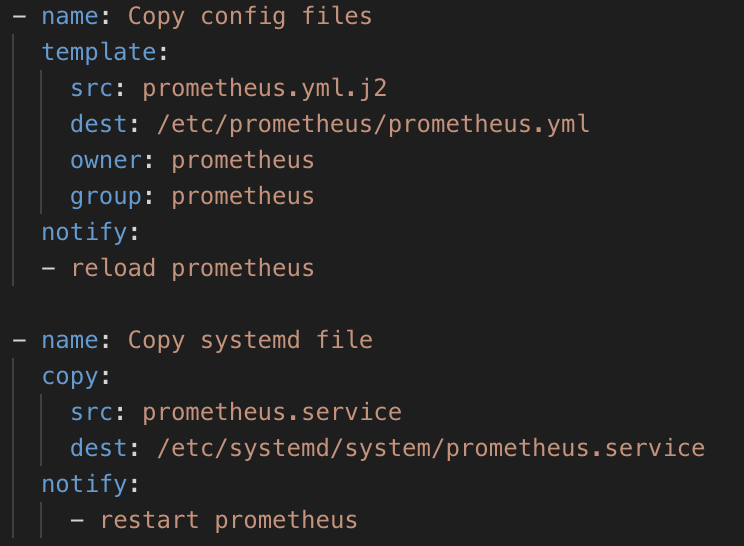 - name: Copy config files
  template:
    src: prometheus.yml.j2
    dest: /etc/prometheus/prometheus.yml
    owner: prometheus
    group: prometheus
  notify:
  - reload prometheus

- name: Copy systemd file
  copy:
    src: prometheus.service
    dest: /etc/systemd/system/prometheus.service
  notify:
    - restart prometheus